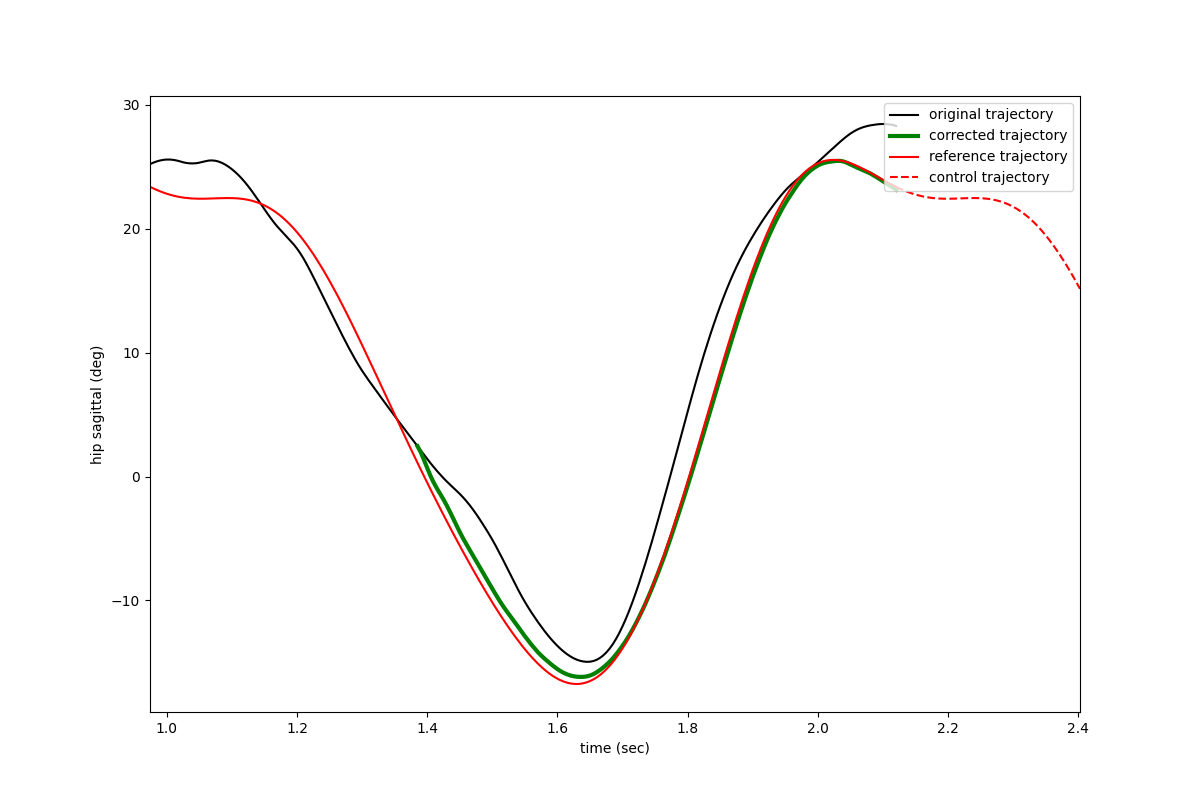 30
20
10
0
−10
hip sagittal (deg)
original trajectory
corrected trajectory
reference trajectory
control trajectory
1.0 1.2 1.4 1.6 1.8 2.0 2.2 2.4
time (sec)